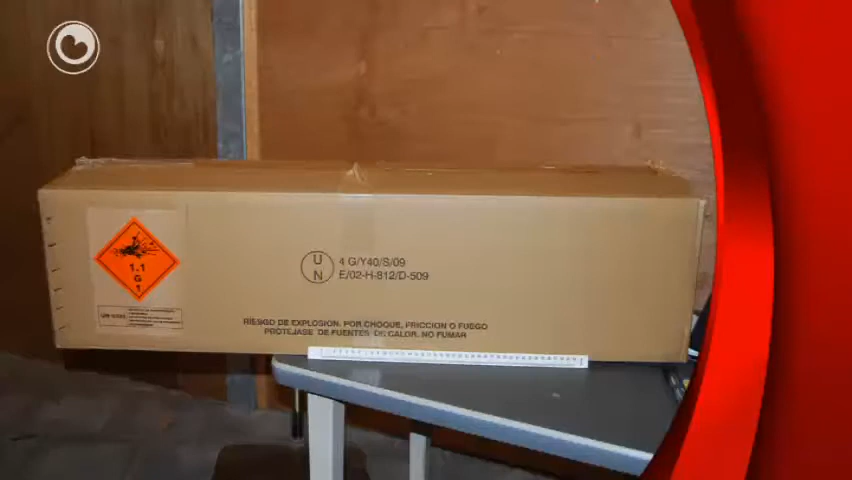 1.1
G
1
UN
4 G/Y40/S/09
E/02-H-812/D-509
RIESGO DE EXPLOSION, POR CHOQUE, FRICCION O FUEGO
PROTEJASE DE FUENTES DE CALOR. NO FUMAR